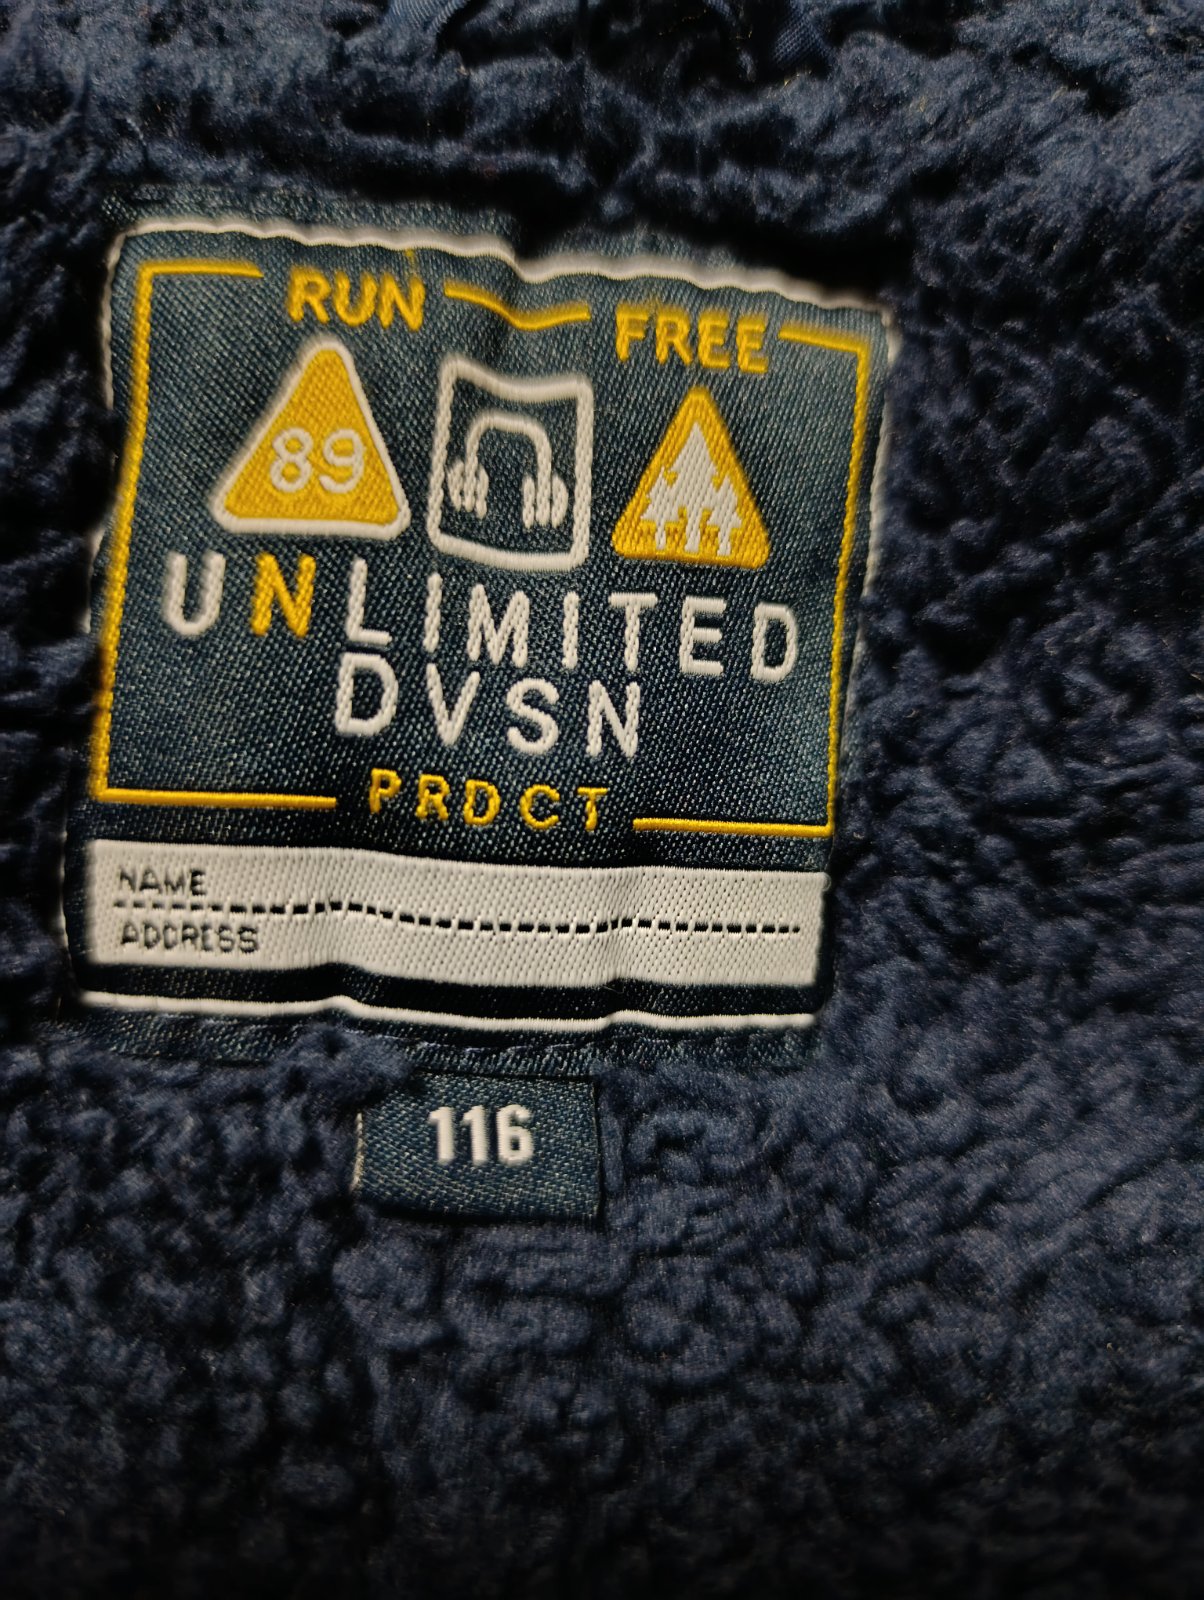 RUN FREE
89
UNLIMITED
DVSN
PRDCT
NAME
ADDRESS
116